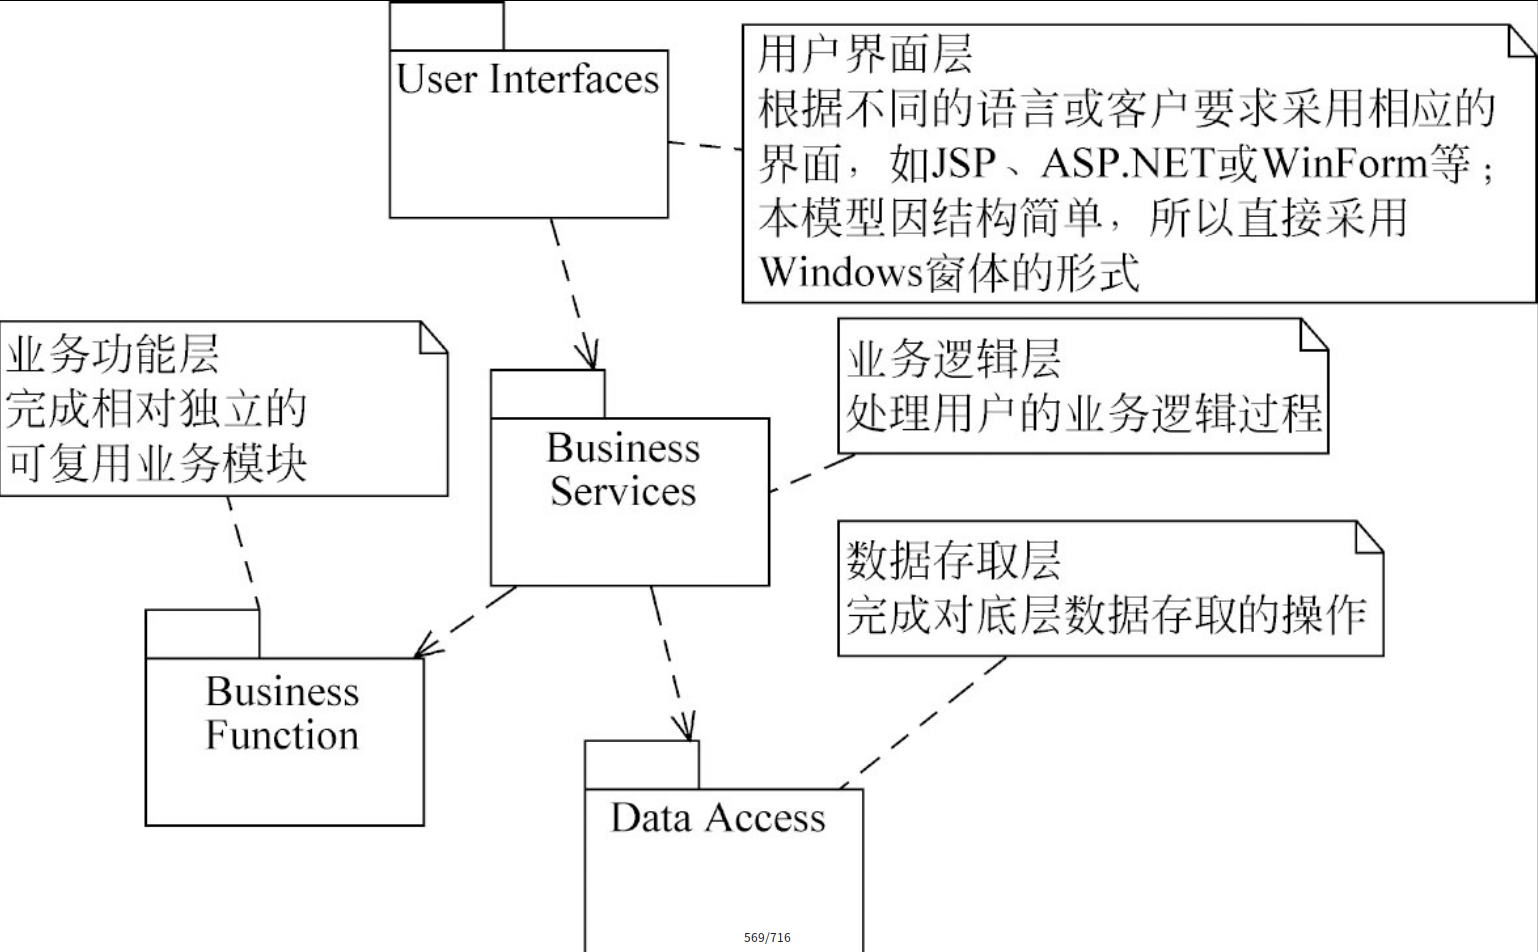 User Interfaces
用户界面层
根据不同的语言或客户要求采用相应的
界面，如JSP、ASP.NET或WinForm等；
本模型因结构简单，所以直接采用
Windows窗体的形式
业务功能层
完成相对独立的
可复用业务模块
业务逻辑层
处理用户的业务逻辑过程
Business
Services
数据存取层
完成对底层数据存取的操作
Business
Function
Data Access
569/716